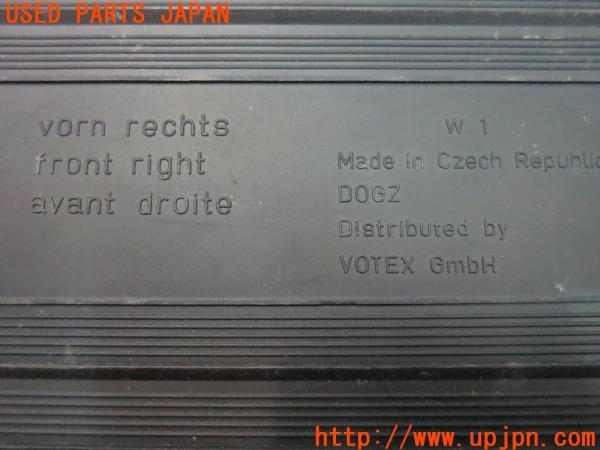 USED PARTS JAPAN
vorn rechts
front right
avant droite
W 1
Made in Czech Republic
DOGZ
Distributed by
VOTEX GmbH
http://www.upjpn.com/